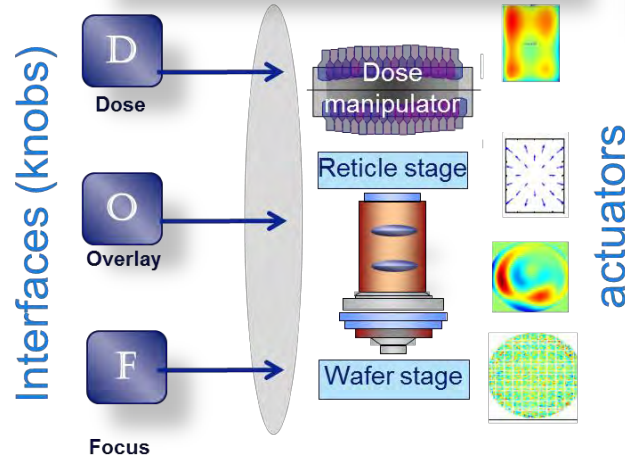 Interfaces (knobs)
D
Dose
O
Overlay
F
Focus
Dose
manipulator
Reticle stage
Wafer stage
actuators